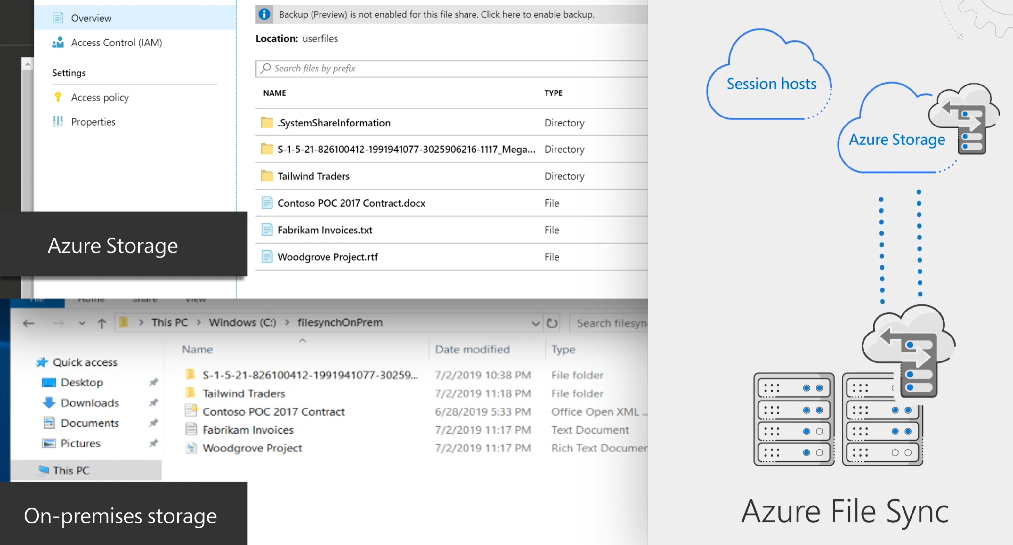 Overview
Access Control (IAM)
Settings
Access policy
Properties
Azure Storage
Backup (Preview) is not enabled for this file share. Click here to enable backup.
Location: userfiles
Search files by prefix
NAME TYPE
.SystemShareInformation Directory
S-1-5-21-826100412-1991941077-3025906216-1117_Mega... Directory
Tailwind Traders Directory
Contoso POC 2017 Contract.docx File
Fabrikam Invoices.txt File
Woodgrove Project.rtf File
File Home Share View
This PC > Windows (C:) > filesynchOnPrem Search filesyn
Quick access
Desktop
Downloads
Documents
Pictures
This PC
On-premises storage
Name Date modified Type
S-1-5-21-826100412-1991941077-30259... 7/2/2019 10:38 PM File folder
Tailwind Traders 7/2/2019 11:18 PM File folder
Contoso POC 2017 Contract 6/28/2019 5:33 PM Office Open XML ...
Fabrikam Invoices 7/2/2019 11:17 PM Text Document
Woodgrove Project 7/2/2019 11:17 PM Rich Text Documen
Session hosts
Azure Storage
Azure File Sync